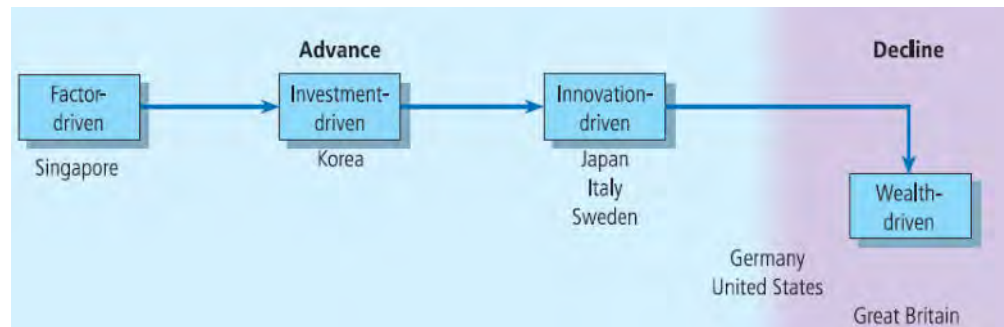 Advance
Decline
Factor-
driven
Investment-
driven
Innovation-
driven
Singapore
Korea
Japan
Italy
Sweden
Wealth-
driven
Germany
United States
Great Britain